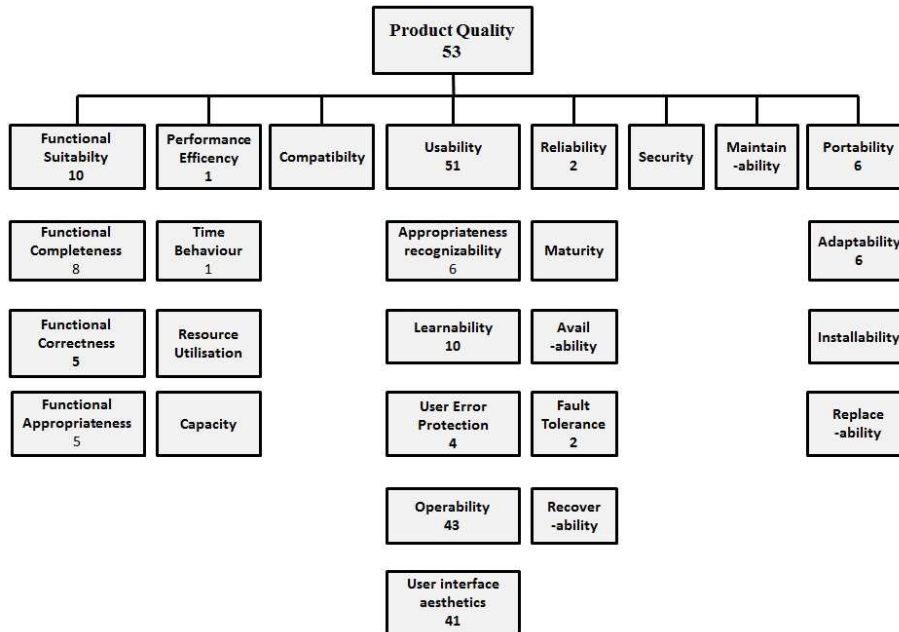 Product Quality
53
Functional
Suitabilty
10
Performance
Efficency
1
Compatibilty
Usability
51
Reliability
2
Security
Maintain
-ability
Portability
6
Functional
Completeness
8
Time
Behaviour
1
Appropriateness
recognizability
6
Maturity
Adaptability
6
Functional
Correctness
5
Resource
Utilisation
Learnability
10
Avail
-ability
Installability
Functional
Appropriateness
5
Capacity
User Error
Protection
4
Fault
Tolerance
2
Replace
-ability
Operability
43
Recover
-ability
User interface
aesthetics
41